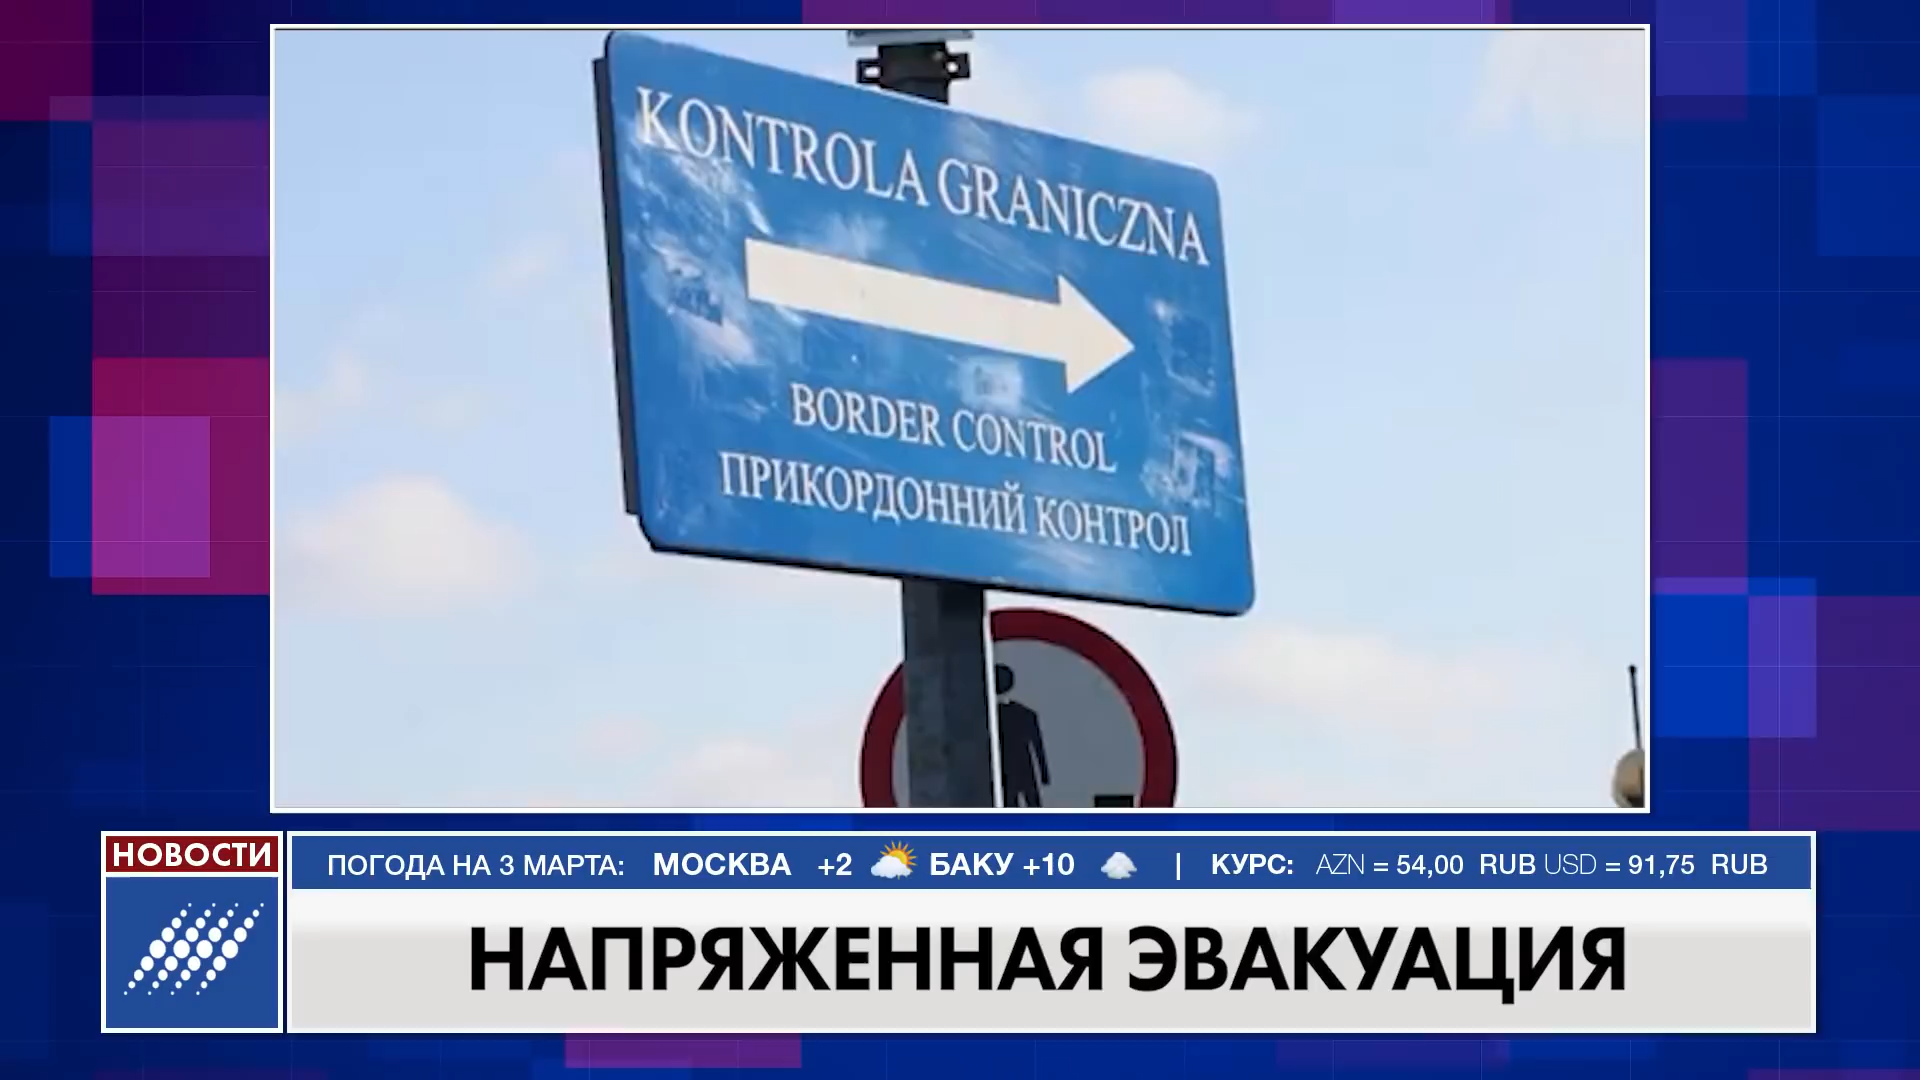 KONTROLA GRANICZNA
BORDER CONTROL
ПРИКОРДОННИЙ КОНТРОЛ
НОВОСТИ
ПОГОДА НА 3 МАРТА: МОСКВА +2 БАКУ +10 | КУРС: AZN = 54,00 RUB USD = 91,75 RUB
НАПРЯЖЕННАЯ ЭВАКУАЦИЯ